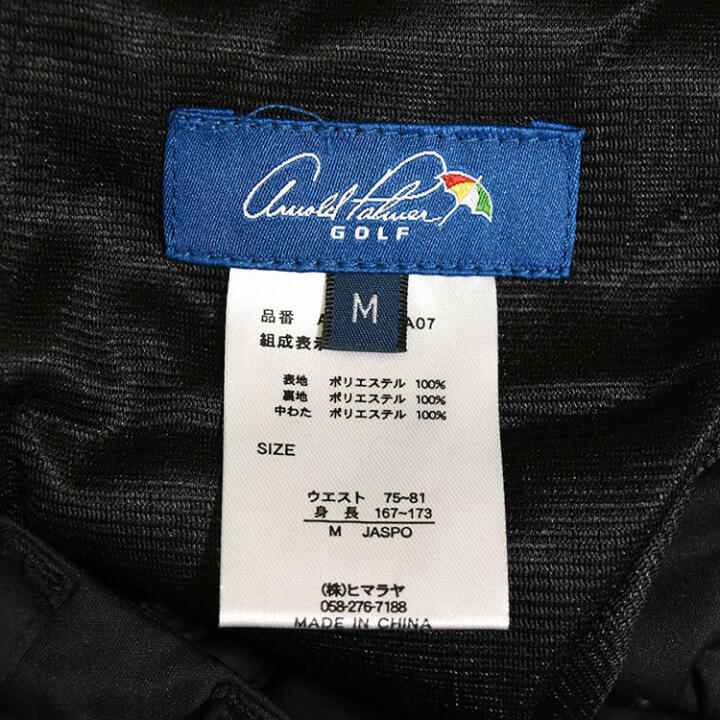 Arnold Palmer
GOLF
M
品番 A07
組成表示
表地 ポリエステル 100%
裏地 ポリエステル 100%
中わた ポリエステル 100%
SIZE
ウエスト 75~81
身長 167~173
M JASPO
(株)ヒマラヤ
058-276-7188
MADE IN CHINA